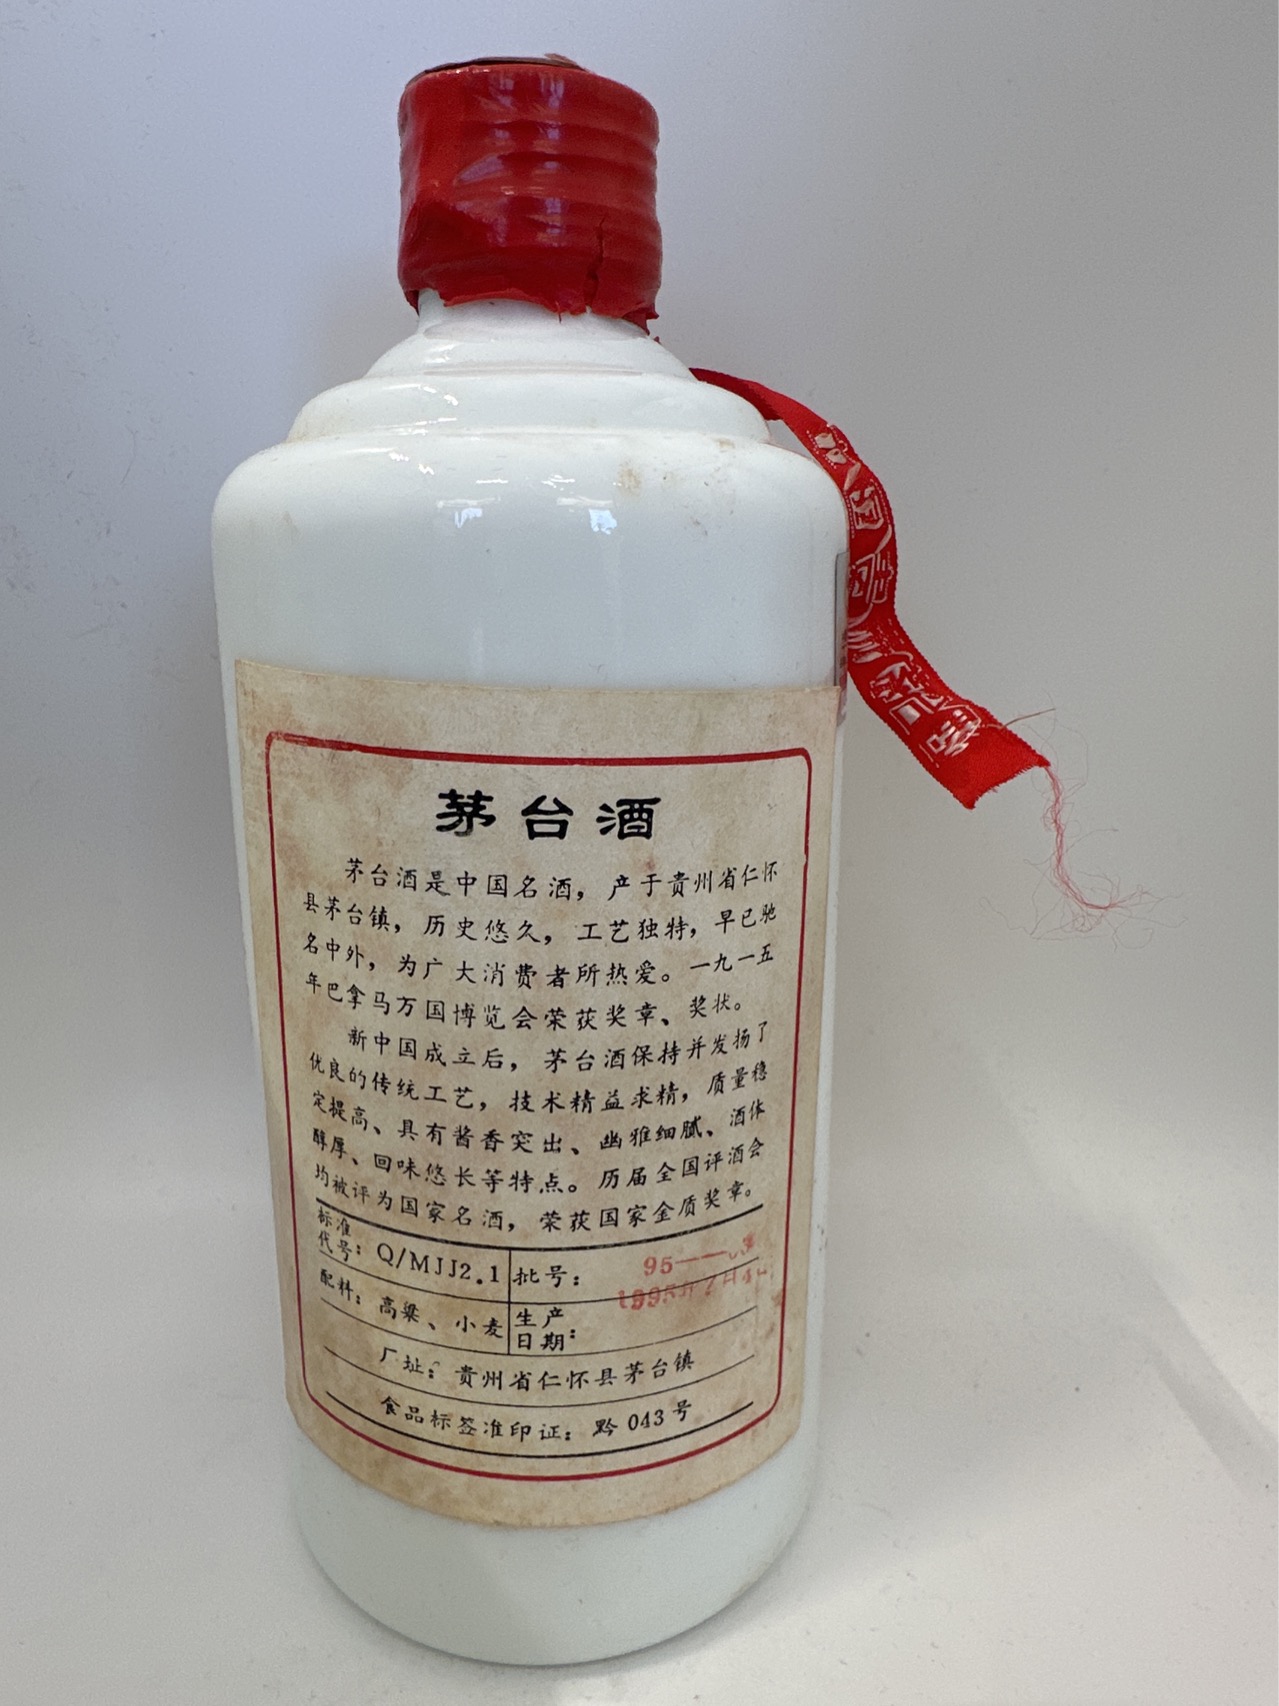 茅台酒
茅台酒是中国名酒，产于贵州省仁怀
县茅台镇，历史悠久，工艺独特，早已驰
名中外，为广大消费者所热爱。一九一五
年巴拿马万国博览会荣获奖章、奖状。
新中国成立后，茅台酒保持并发扬了
优良的传统工艺，技术精益求精，质量稳
定提高、具有酱香突出、幽雅细腻、酒体
醇厚、回味悠长等特点。历届全国评酒会
均被评为国家名酒，荣获国家金质奖章。
标准代号：Q/MJJ2.1 批号：95—
配料：高粱、小麦 生产日期：1995年
厂址：贵州省仁怀县茅台镇
食品标签准印证：黔043号